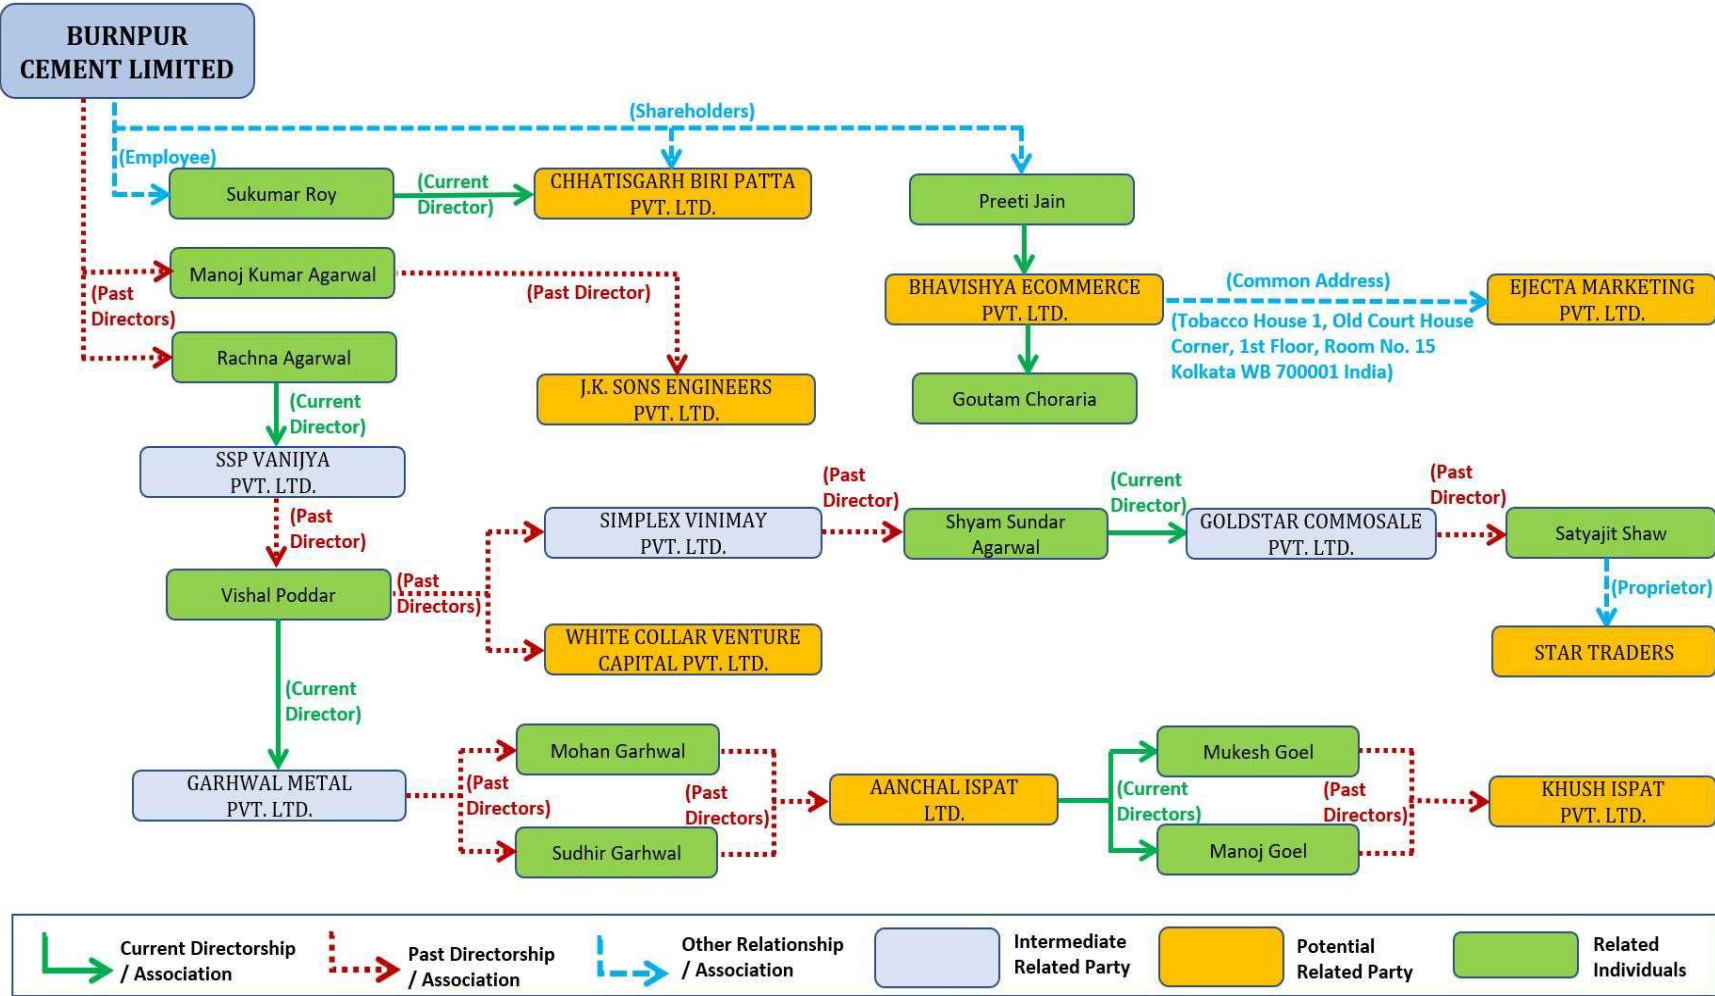 BURNPUR
CEMENT LIMITED
(Shareholders)
(Employee)
Sukumar Roy
(Current
Director)
CHHATISGARH BIRI PATTA
PVT. LTD.
Preeti Jain
Manoj Kumar Agarwal
(Past
Directors)
(Past Director)
BHAVISHYA ECOMMERCE
PVT. LTD.
(Common Address)
(Tobacco House 1, Old Court House
Corner, 1st Floor, Room No. 15
Kolkata WB 700001 India)
EJECTA MARKETING
PVT. LTD.
Rachna Agarwal
J.K. SONS ENGINEERS
PVT. LTD.
Goutam Choraria
(Current
Director)
SSP VANIJYA
PVT. LTD.
(Past
Director)
SIMPLEX VINIMAY
PVT. LTD.
(Past
Director)
Shyam Sundar
Agarwal
(Current
Director)
GOLDSTAR COMMOSALE
PVT. LTD.
(Past
Director)
Satyajit Shaw
Vishal Poddar
(Past
Directors)
(Proprietor)
WHITE COLLAR VENTURE
CAPITAL PVT. LTD.
STAR TRADERS
(Current
Director)
GARHWAL METAL
PVT. LTD.
(Past
Directors)
Mohan Garhwal
Sudhir Garhwal
(Past
Directors)
AANCHAL ISPAT
LTD.
(Current
Directors)
Mukesh Goel
Manoj Goel
(Past
Directors)
KHUSH ISPAT
PVT. LTD.
Current Directorship
/ Association
Past Directorship
/ Association
Other Relationship
/ Association
Intermediate
Related Party
Potential
Related Party
Related
Individuals